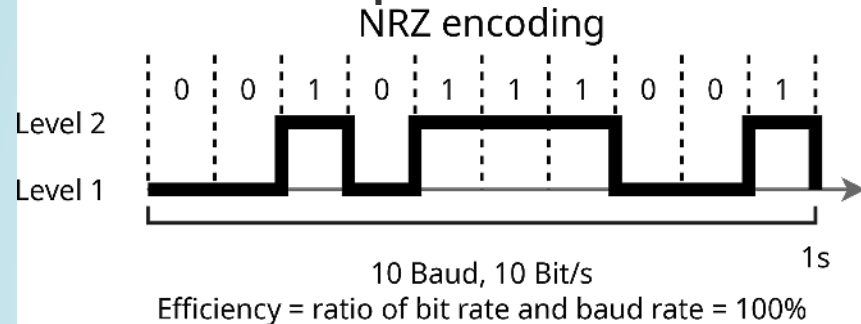 NRZ encoding
0 0 1 0 1 1 1 0 0 1
Level 2
Level 1
1s
10 Baud, 10 Bit/s
Efficiency = ratio of bit rate and baud rate = 100%